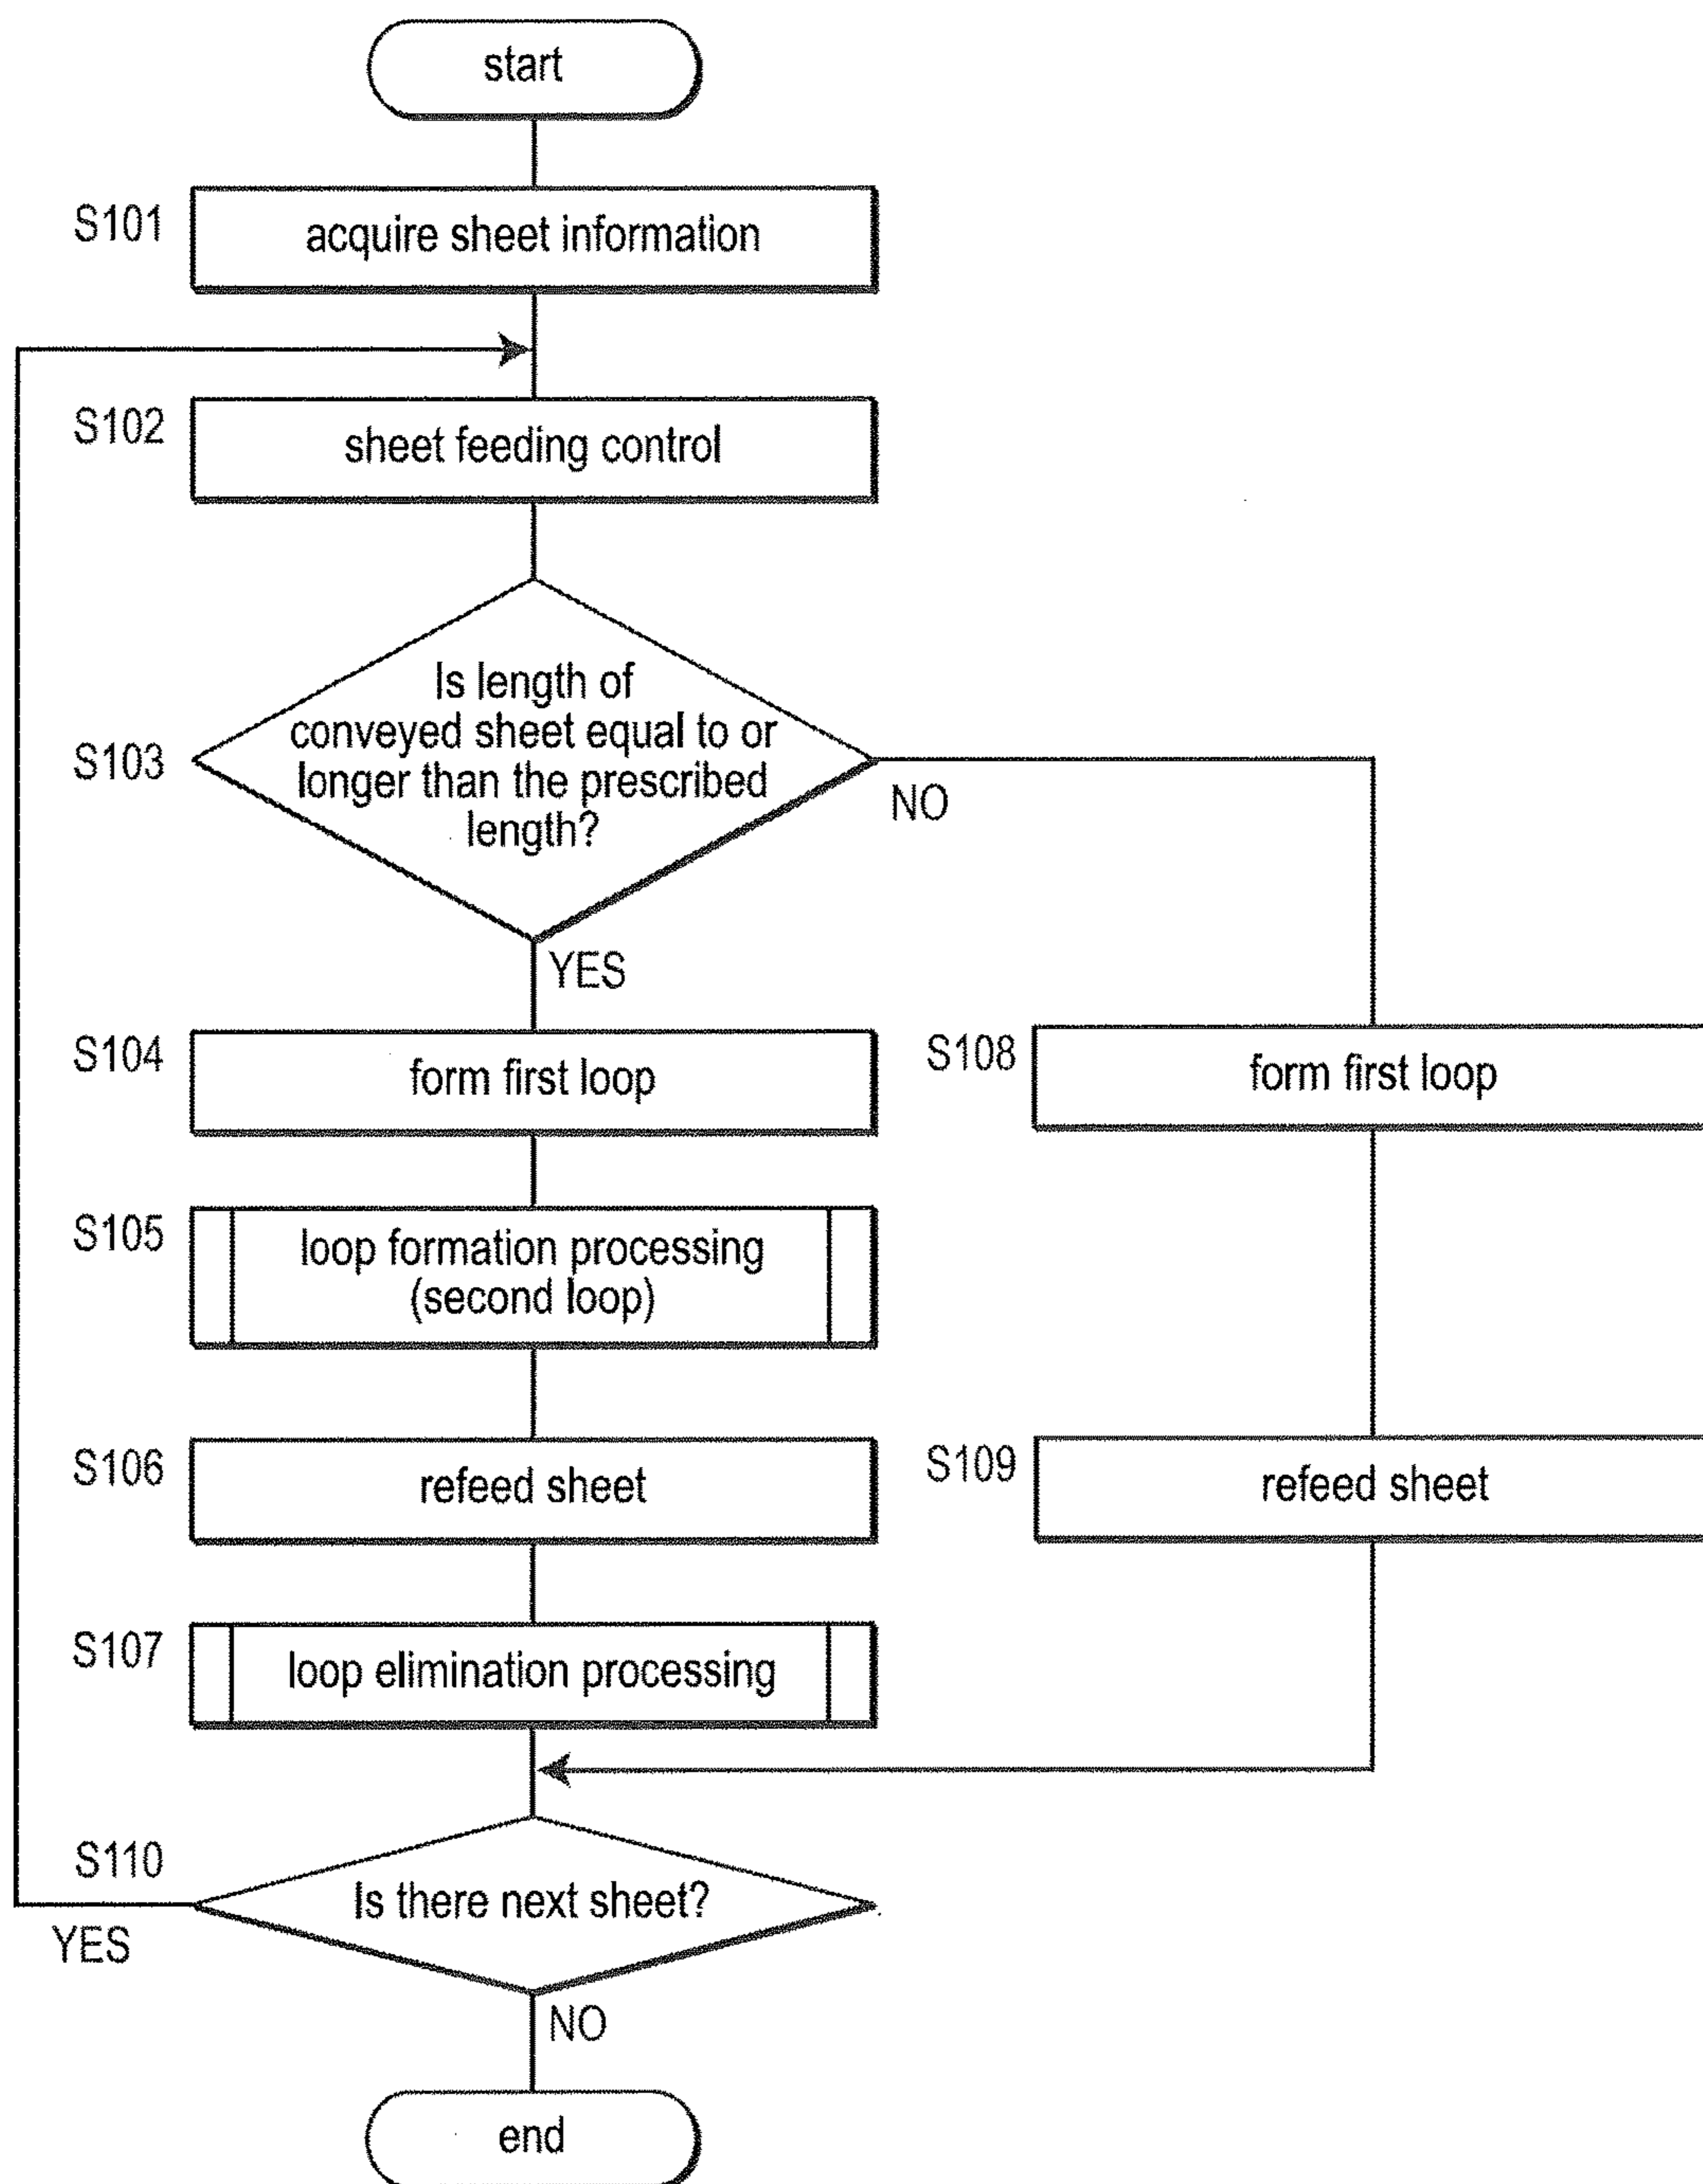 start
S101
acquire sheet information
S102
sheet feeding control
S103
Is length of
conveyed sheet equal to or
longer than the prescribed
length?
NO
YES
S104
form first loop
S108
form first loop
S105
loop formation processing
(second loop)
S106
refeed sheet
S109
refeed sheet
S107
loop elimination processing
S110
Is there next sheet?
YES
NO
end